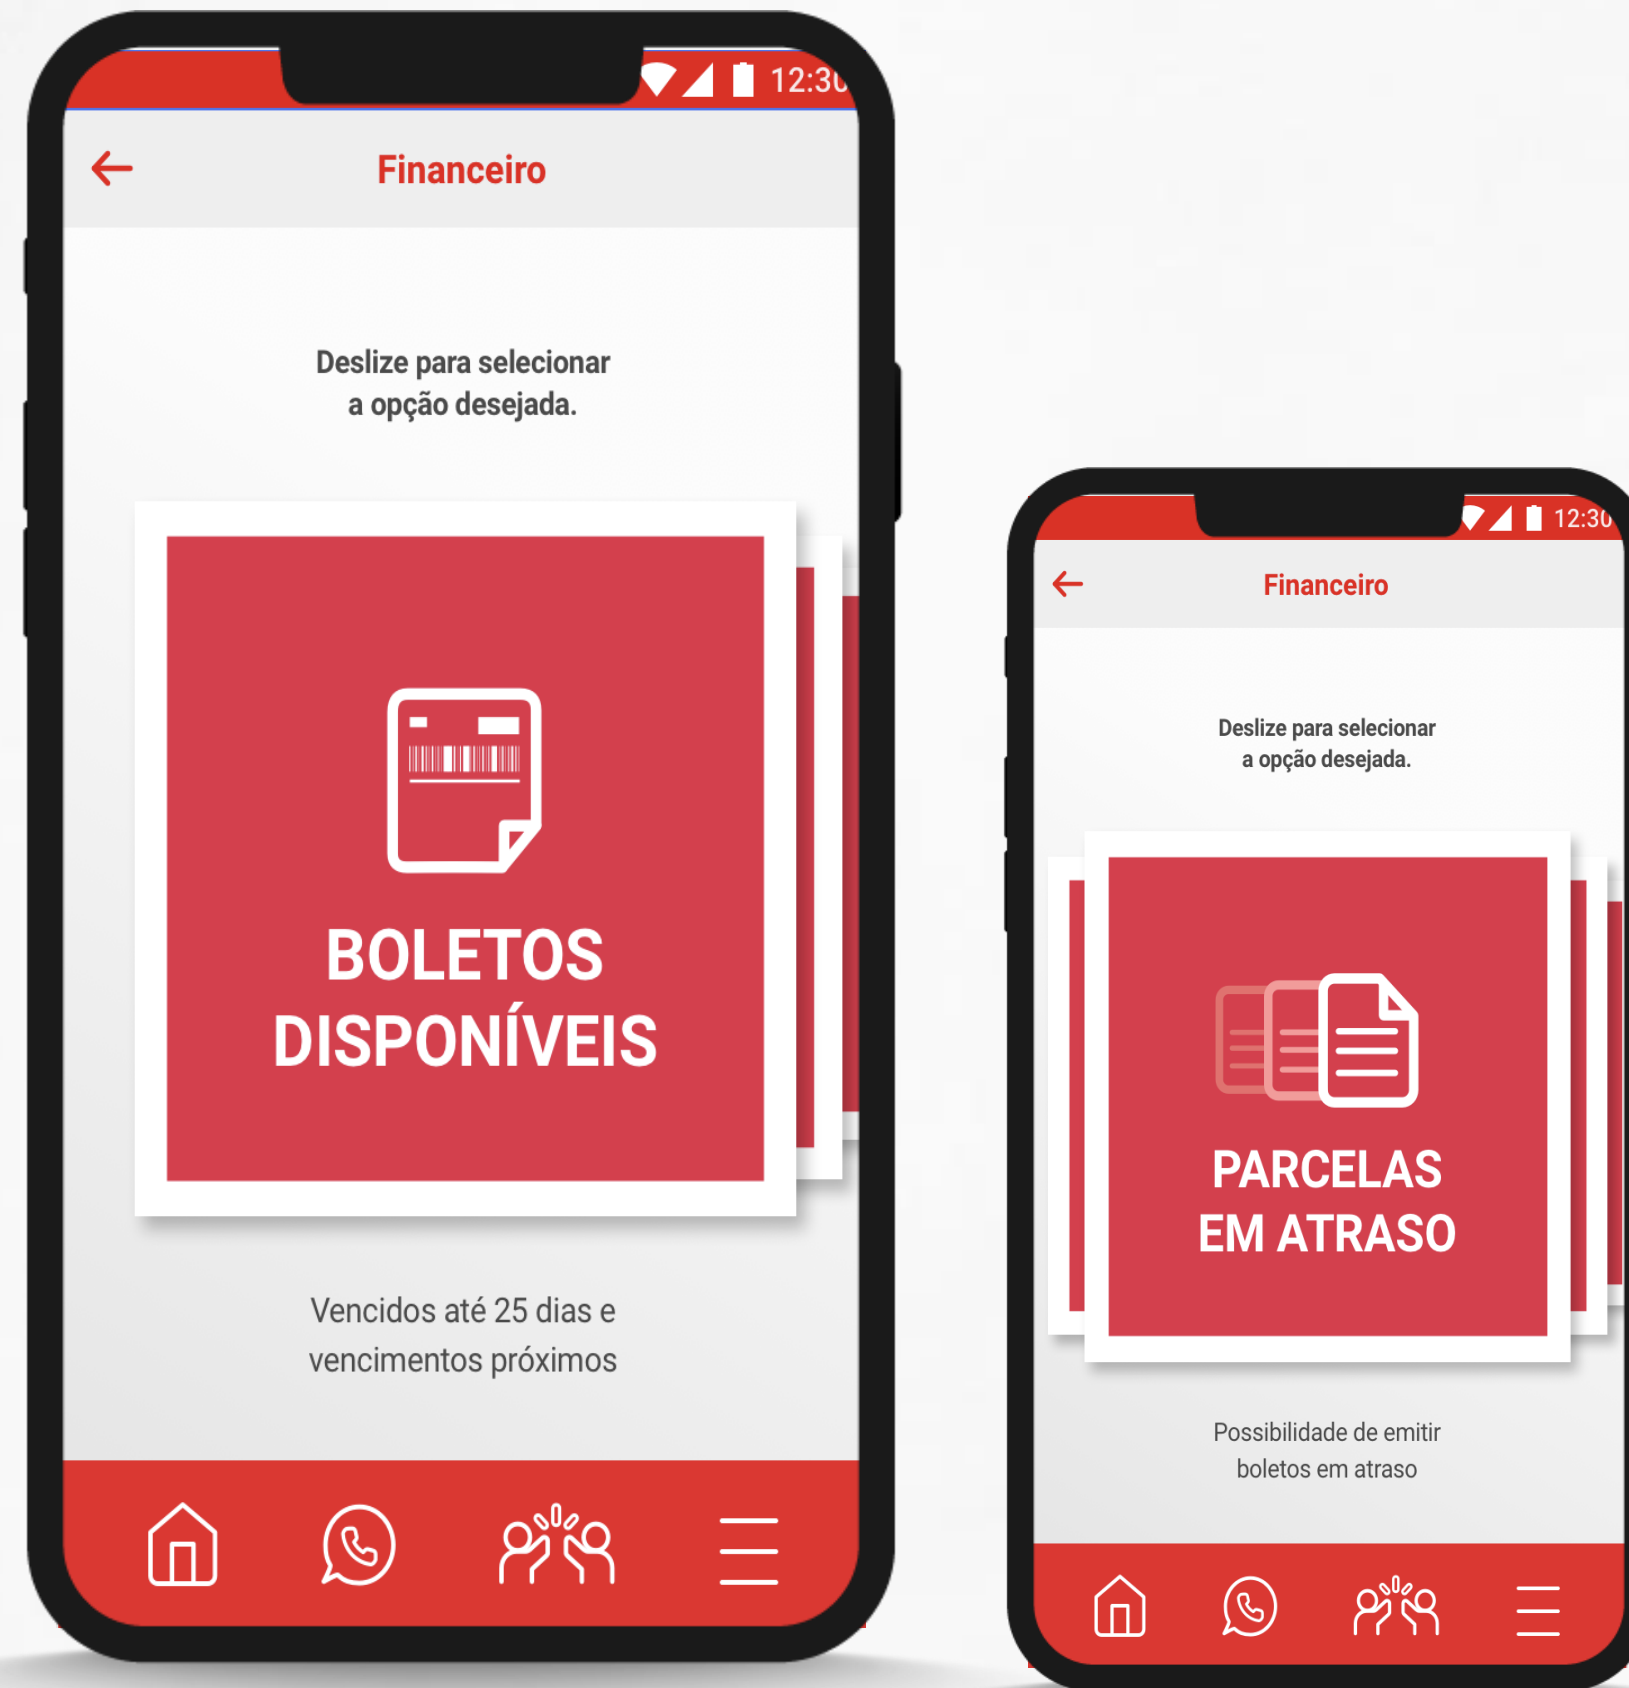 12:30
Financeiro
Deslize para selecionar
a opção desejada.
BOLETOS
DISPONÍVEIS
Vencidos até 25 dias e
vencimentos próximos
12:30
Financeiro
Deslize para selecionar
a opção desejada.
PARCELAS
EM ATRASO
Possibilidade de emitir
boletos em atraso